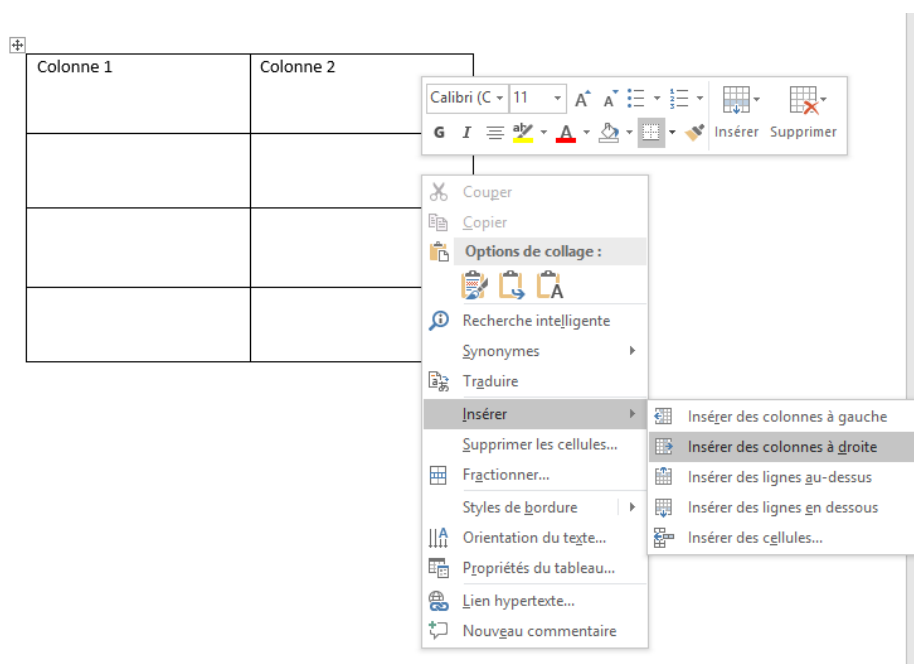 Colonne 1 Colonne 2
Calibri (C 11 A A
G I ab A Insérer Supprimer
Couper
Copier
Options de collage :
A
Recherche intelligente
Synonymes
Traduire
Insérer
Insérer des colonnes à gauche
Supprimer les cellules...
Insérer des colonnes à droite
Fractionner...
Insérer des lignes au-dessus
Styles de bordure
Insérer des lignes en dessous
Orientation du texte...
Insérer des cellules...
Propriétés du tableau...
Lien hypertexte...
Nouveau commentaire